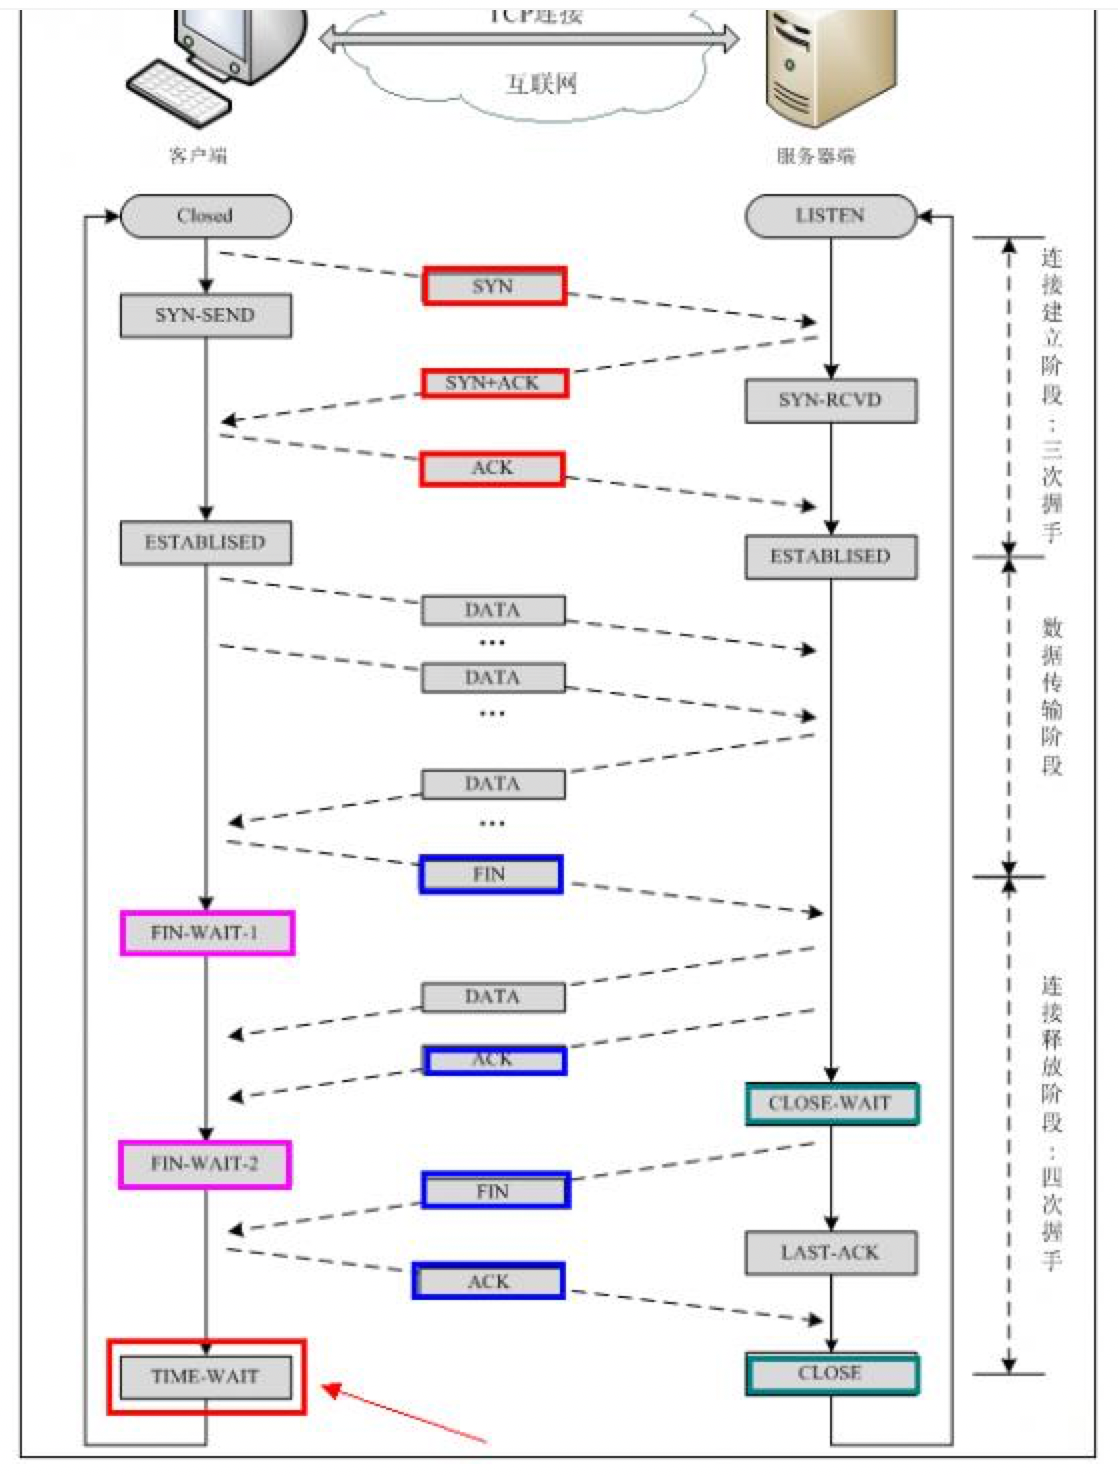 TCP连接
互联网
客户端
服务器端
Closed
LISTEN
SYN
SYN-SEND
SYN+ACK
SYN-RCVD
ACK
ESTABLISED
ESTABLISED
连接建立阶段:三次握手
DATA
...
DATA
...
DATA
...
数据传输阶段
FIN
FIN-WAIT-1
DATA
ACK
CLOSE-WAIT
FIN-WAIT-2
FIN
LAST-ACK
ACK
连接释放阶段:四次握手
TIME-WAIT
CLOSE